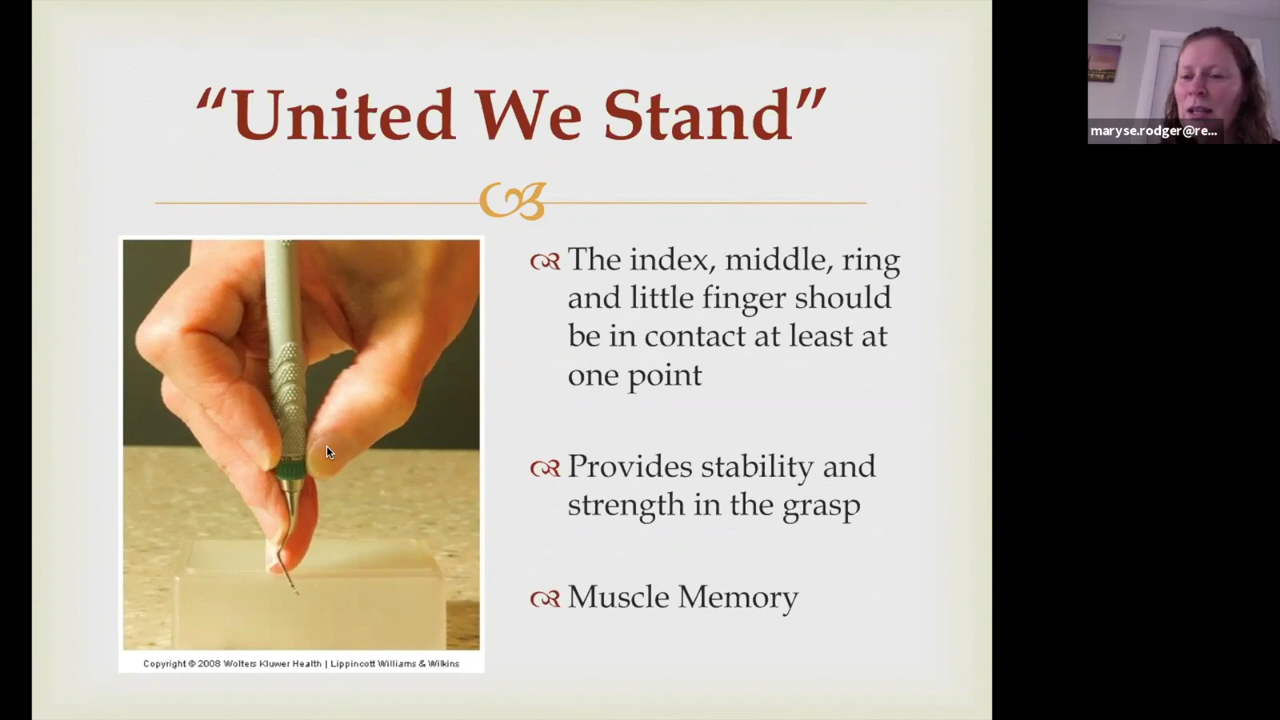 “United We Stand”
The index, middle, ring
and little finger should
be in contact at least at
one point
Provides stability and
strength in the grasp
Muscle Memory
Copyright © 2008 Wolters Kluwer Health | Lippincott Williams & Wilkins
maryse.rodger@re...